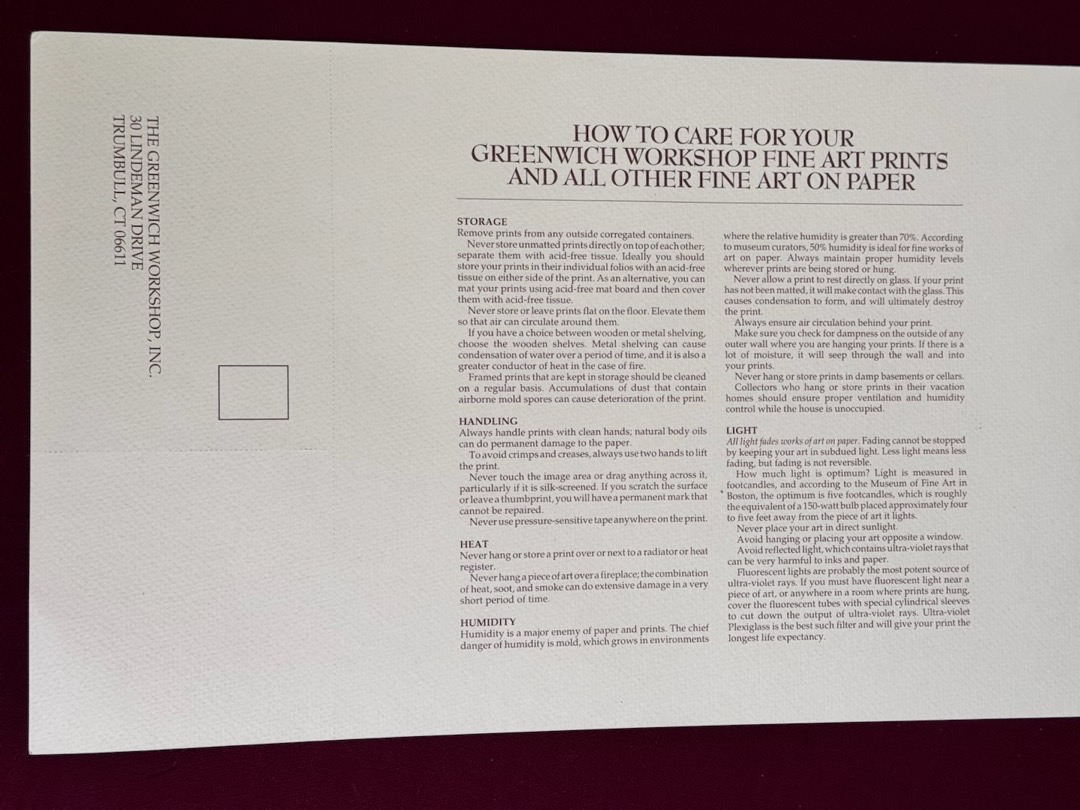 THE GREENWICH WORKSHOP, INC.
30 LINDEMAN DRIVE
TRUMBULL, CT 06611
HOW TO CARE FOR YOUR
GREENWICH WORKSHOP FINE ART PRINTS
AND ALL OTHER FINE ART ON PAPER
STORAGE
Remove prints from any outside corregated containers.
Never store unmatted prints directly on top of each other;
separate them with acid-free tissue. Ideally you should
store your prints in their individual folios with an acid-free
tissue on either side of the print. As an alternative, you can
mat your prints using acid-free mat board and then cover
them with acid-free tissue.
Never store or leave prints flat on the floor. Elevate them
so that air can circulate around them.
If you have a choice between wooden or metal shelving,
choose the wooden shelves. Metal shelving can cause
condensation of water over a period of time, and it is also a
greater conductor of heat in the case of fire.
Framed prints that are kept in storage should be cleaned
on a regular basis. Accumulations of dust that contain
airborne mold spores can cause deterioration of the print.
HANDLING
Always handle prints with clean hands; natural body oils
can do permanent damage to the paper.
To avoid crimps and creases, always use two hands to lift
the print.
Never touch the image area or drag anything across it,
particularly if it is silk-screened. If you scratch the surface
or leave a thumbprint, you will have a permanent mark that
cannot be repaired.
Never use pressure-sensitive tape anywhere on the print.
HEAT
Never hang or store a print over or next to a radiator or heat
register.
Never hang a piece of art over a fireplace; the combination
of heat, soot, and smoke can do extensive damage in a very
short period of time.
HUMIDITY
Humidity is a major enemy of paper and prints. The chief
danger of humidity is mold, which grows in environments
where the relative humidity is greater than 70%. According
to museum curators, 50% humidity is ideal for fine works of
art on paper. Always maintain proper humidity levels
wherever prints are being stored or hung.
Never allow a print to rest directly on glass. If your print
has not been matted, it will make contact with the glass. This
causes condensation to form, and will ultimately destroy
the print.
Always ensure air circulation behind your print.
Make sure you check for dampness on the outside of any
outer wall where you are hanging your prints. If there is a
lot of moisture, it will seep through the wall and into
your prints.
Never hang or store prints in damp basements or cellars.
Collectors who hang or store prints in their vacation
homes should ensure proper ventilation and humidity
control while the house is unoccupied.
LIGHT
All light fades works of art on paper. Fading cannot be stopped
by keeping your art in subdued light. Less light means less
fading, but fading is not reversible.
How much light is optimum? Light is measured in
footcandles, and according to the Museum of Fine Art in
Boston, the optimum is five footcandles, which is roughly
the equivalent of a 150-watt bulb placed approximately four
to five feet away from the piece of art it lights.
Never place your art in direct sunlight.
Avoid hanging or placing your art opposite a window.
Avoid reflected light, which contains ultra-violet rays that
can be very harmful to inks and paper.
Fluorescent lights are probably the most potent source of
ultra-violet rays. If you must have fluorescent light near a
piece of art, or anywhere in a room where prints are hung,
cover the fluorescent tubes with special cylindrical sleeves
to cut down the output of ultra-violet rays. Ultra-violet
Plexiglass is the best such filter and will give your print the
longest life expectancy.